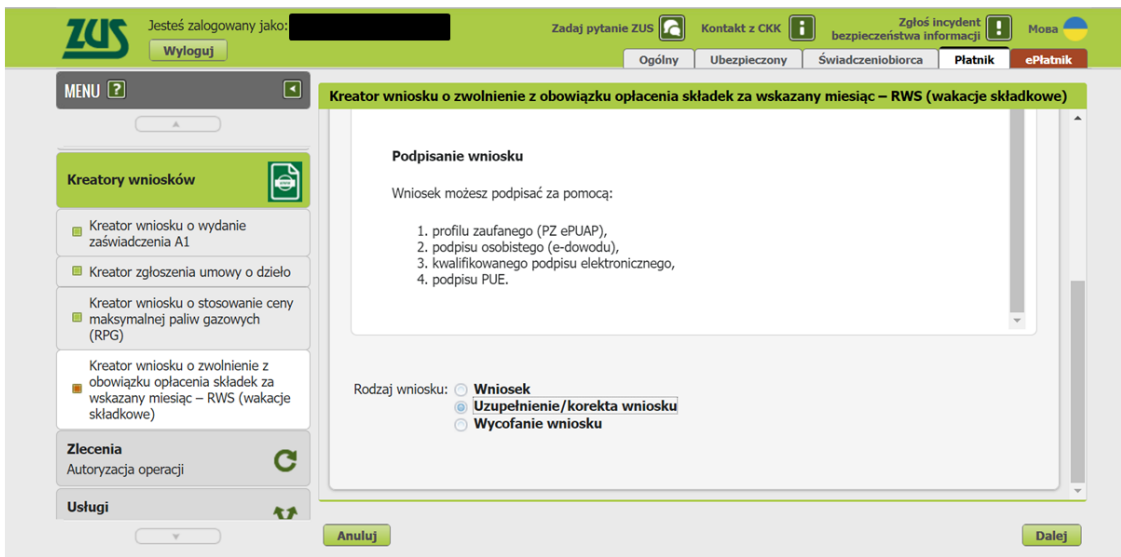 ZUS
Jesteś zalogowany jako:
Wyloguj
Zadaj pytanie ZUS
Kontakt z CKK
Zgłoś incydent
bezpieczeństwa informacji
Мова
Ogólny
Ubezpieczony
Świadczeniobiorca
Płatnik
ePłatnik
MENU ?
Kreatory wniosków
Kreator wniosku o wydanie
zaświadczenia A1
Kreator zgłoszenia umowy o dzieło
Kreator wniosku o stosowanie ceny
maksymalnej paliw gazowych
(RPG)
Kreator wniosku o zwolnienie z
obowiązku opłacenia składek za
wskazany miesiąc – RWS (wakacje
składkowe)
Zlecenia
Autoryzacja operacji
Usługi
Kreator wniosku o zwolnienie z obowiązku opłacenia składek za wskazany miesiąc – RWS (wakacje składkowe)
Podpisanie wniosku
Wniosek możesz podpisać za pomocą:
1. profilu zaufanego (PZ ePUAP),
2. podpisu osobistego (e-dowodu),
3. kwalifikowanego podpisu elektronicznego,
4. podpisu PUE.
Rodzaj wniosku:
Wniosek
Uzupełnienie/korekta wniosku
Wycofanie wniosku
Anuluj
Dalej